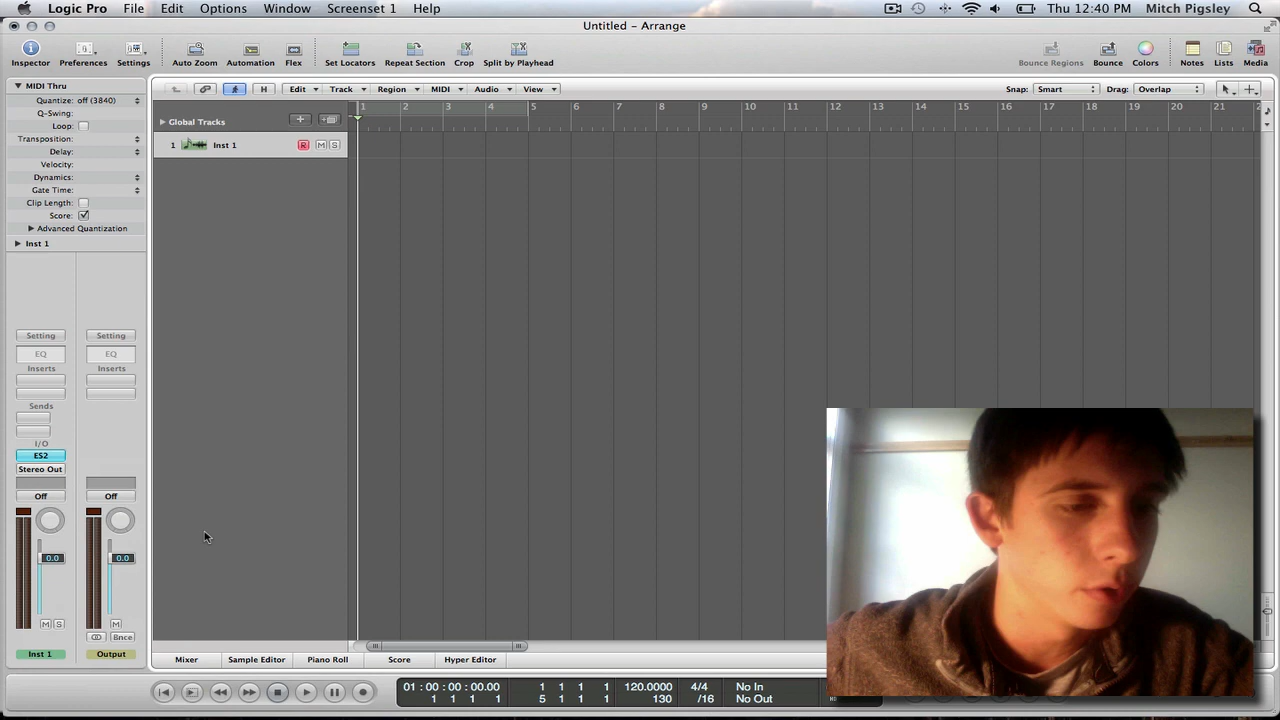 Logic Pro File Edit Options Window Screenset 1 Help Thu 12:40 PM Mitch Pigsley
Untitled – Arrange
Inspector Preferences Settings Auto Zoom Automation Flex Set Locators Repeat Section Crop Split by Playhead Bounce Regions Bounce Colors Notes Lists Media
MIDI Thru
H Edit Track Region MIDI Audio View Snap: Smart Drag: Overlap
Quantize: off (3840)
1 2 3 4 5 6 7 8 9 10 11 12 13 14 15 16 17 18 19 20 21
Q-Swing:
Global Tracks
Loop:
Transposition:
1 Inst 1 R M S
Delay:
Velocity:
Dynamics:
Gate Time:
Clip Length:
Score:
Advanced Quantization
Inst 1
Setting Setting
EQ EQ
Inserts Inserts
Sends
I/O
ES2
Stereo Out
Off Off
0.0 0.0
M S M
Bnce
Inst 1 Output
Mixer Sample Editor Piano Roll Score Hyper Editor
01 : 00 : 00 : 00.00 1 1 1 1 120.0000 4/4 No In
1 1 1 1 5 1 1 1 130 /16 No Out